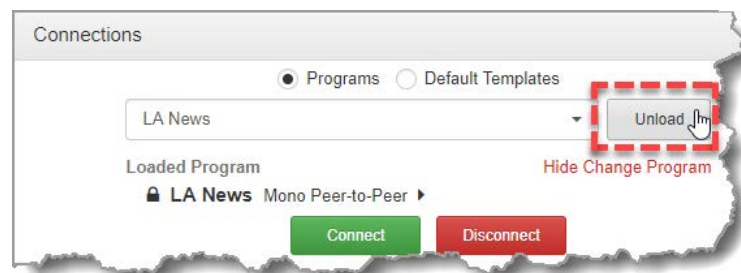 Connections
Programs Default Templates
LA News Unload
Loaded Program Hide Change Program
LA News Mono Peer-to-Peer
Connect Disconnect